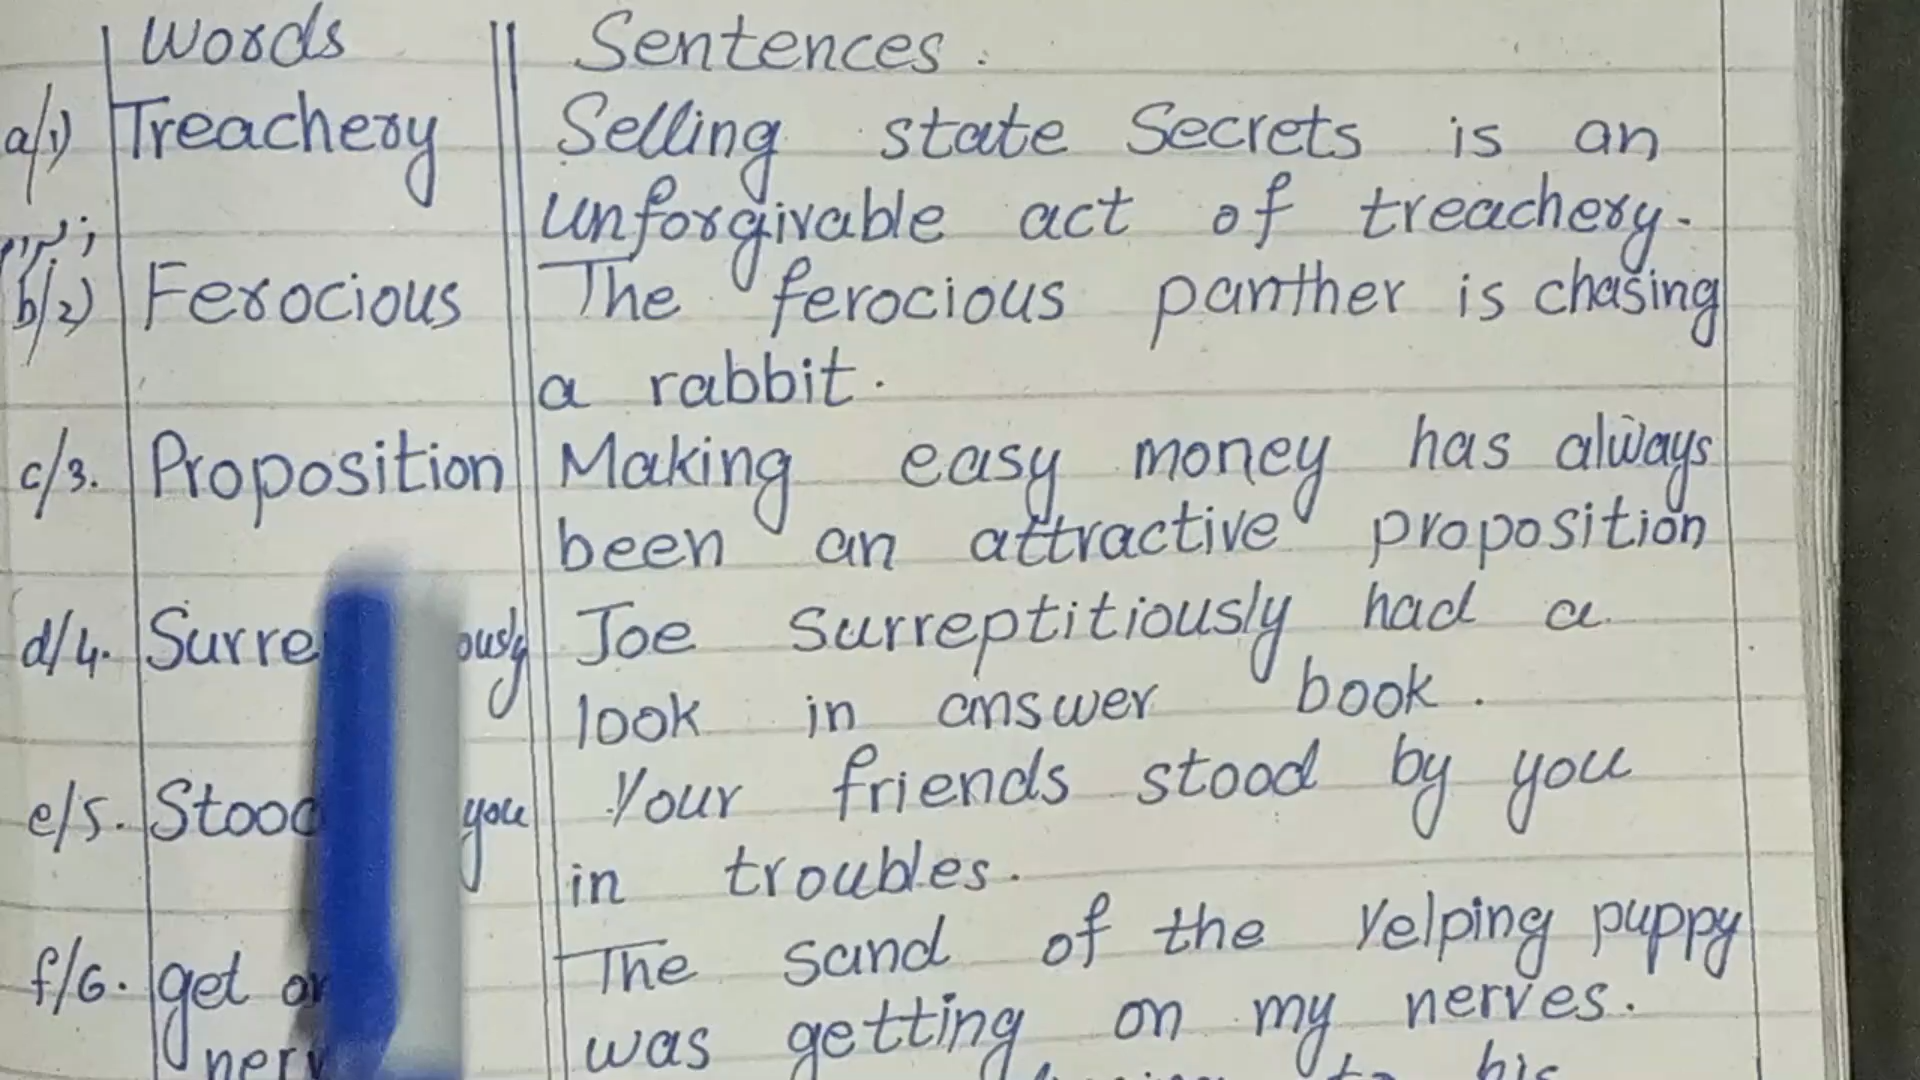 Words Sentences.
a/1) Treachery Selling state Secrets is an
unforgivable act of treachery.
b/2) Ferocious The ferocious panther is chasing
a rabbit.
c/3. Proposition Making easy money has always
been an attractive proposition
d/4. Joe Surreptitiously had a
look in answer book.
e/5. Stood you Your friends stood by you
in troubles.
f/6. get The sand of the Yelping puppy
was getting on my nerves.
to his